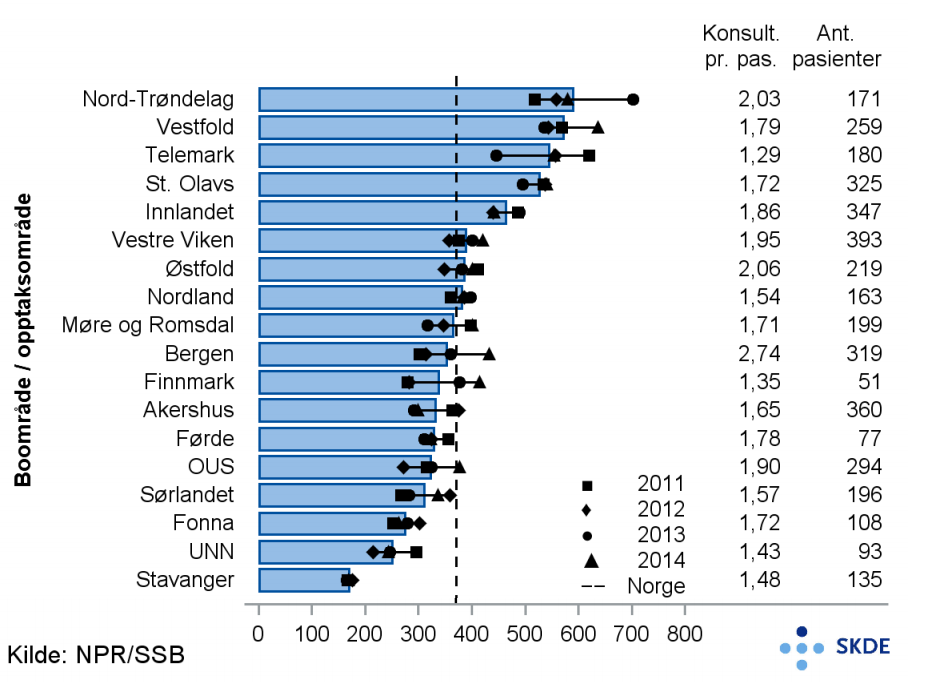 Konsult. Ant.
pr. pas. pasienter
Nord-Trøndelag 2,03 171
Vestfold 1,79 259
Telemark 1,29 180
St. Olavs 1,72 325
Innlandet 1,86 347
Vestre Viken 1,95 393
Østfold 2,06 219
Nordland 1,54 163
Møre og Romsdal 1,71 199
Bergen 2,74 319
Finnmark 1,35 51
Akershus 1,65 360
Førde 1,78 77
OUS 1,90 294
Sørlandet 1,57 196
Fonna 1,72 108
UNN 1,43 93
Stavanger 1,48 135
Boområde / opptaksområde
2011
2012
2013
2014
Norge
0 100 200 300 400 500 600 700 800
Kilde: NPR/SSB
SKDE